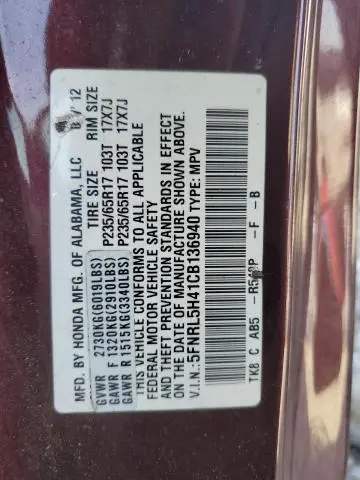 MFD. BY HONDA MFG. OF ALABAMA, LLC 12
TIRE SIZE RIM SIZE
GVWR 2730KG(6019LBS)
GAWR F 1320KG(2910LBS) P235/65R17 103T 17X7J
GAWR R 1515KG(3340LBS) P235/65R17 103T 17X7J
THIS VEHICLE CONFORMS TO ALL APPLICABLE
FEDERAL MOTOR VEHICLE SAFETY
AND THEFT PREVENTION STANDARDS IN EFFECT
ON THE DATE OF MANUFACTURE SHOWN ABOVE.
V.I.N.: 5FNRL5H41CB136940 TYPE: MPV
TK8 C AB5 -F -B